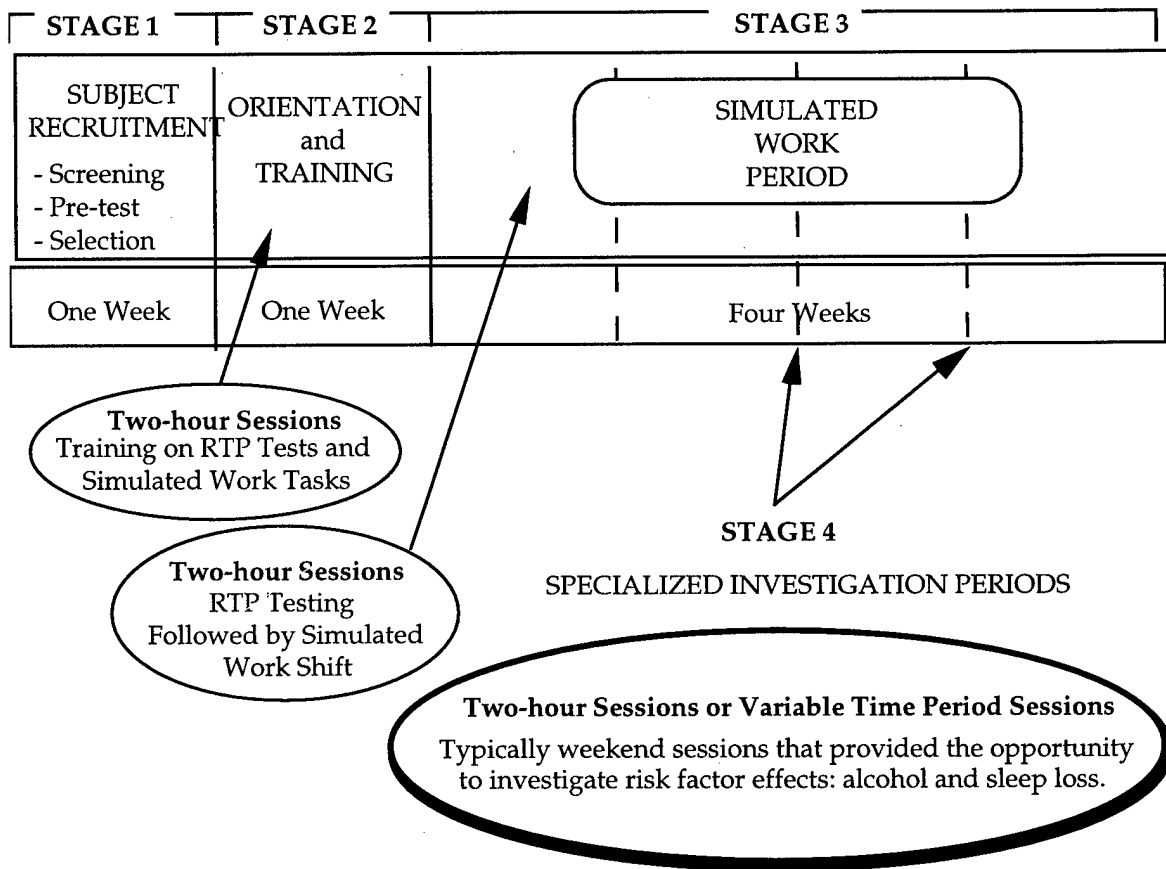 STAGE 1
STAGE 2
STAGE 3
SUBJECT
RECRUITMENT
- Screening
- Pre-test
- Selection
ORIENTATION
and
TRAINING
SIMULATED
WORK
PERIOD
One Week
One Week
Four Weeks
Two-hour Sessions
Training on RTP Tests and
Simulated Work Tasks
Two-hour Sessions
RTP Testing
Followed by Simulated
Work Shift
STAGE 4
SPECIALIZED INVESTIGATION PERIODS
Two-hour Sessions or Variable Time Period Sessions
Typically weekend sessions that provided the opportunity
to investigate risk factor effects: alcohol and sleep loss.